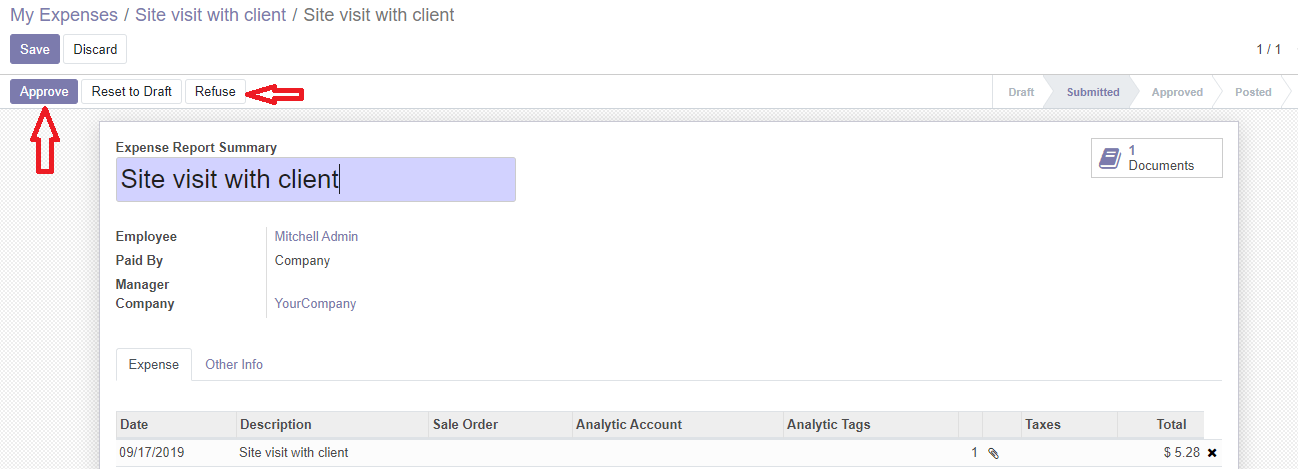 My Expenses / Site visit with client / Site visit with client
Save Discard 1 / 1
Approve Reset to Draft Refuse Draft Submitted Approved Posted
Expense Report Summary
Site visit with client
1
Documents
Employee Mitchell Admin
Paid By Company
Manager
Company YourCompany
Expense Other Info
Date Description Sale Order Analytic Account Analytic Tags Taxes Total
09/17/2019 Site visit with client 1 $ 5.28